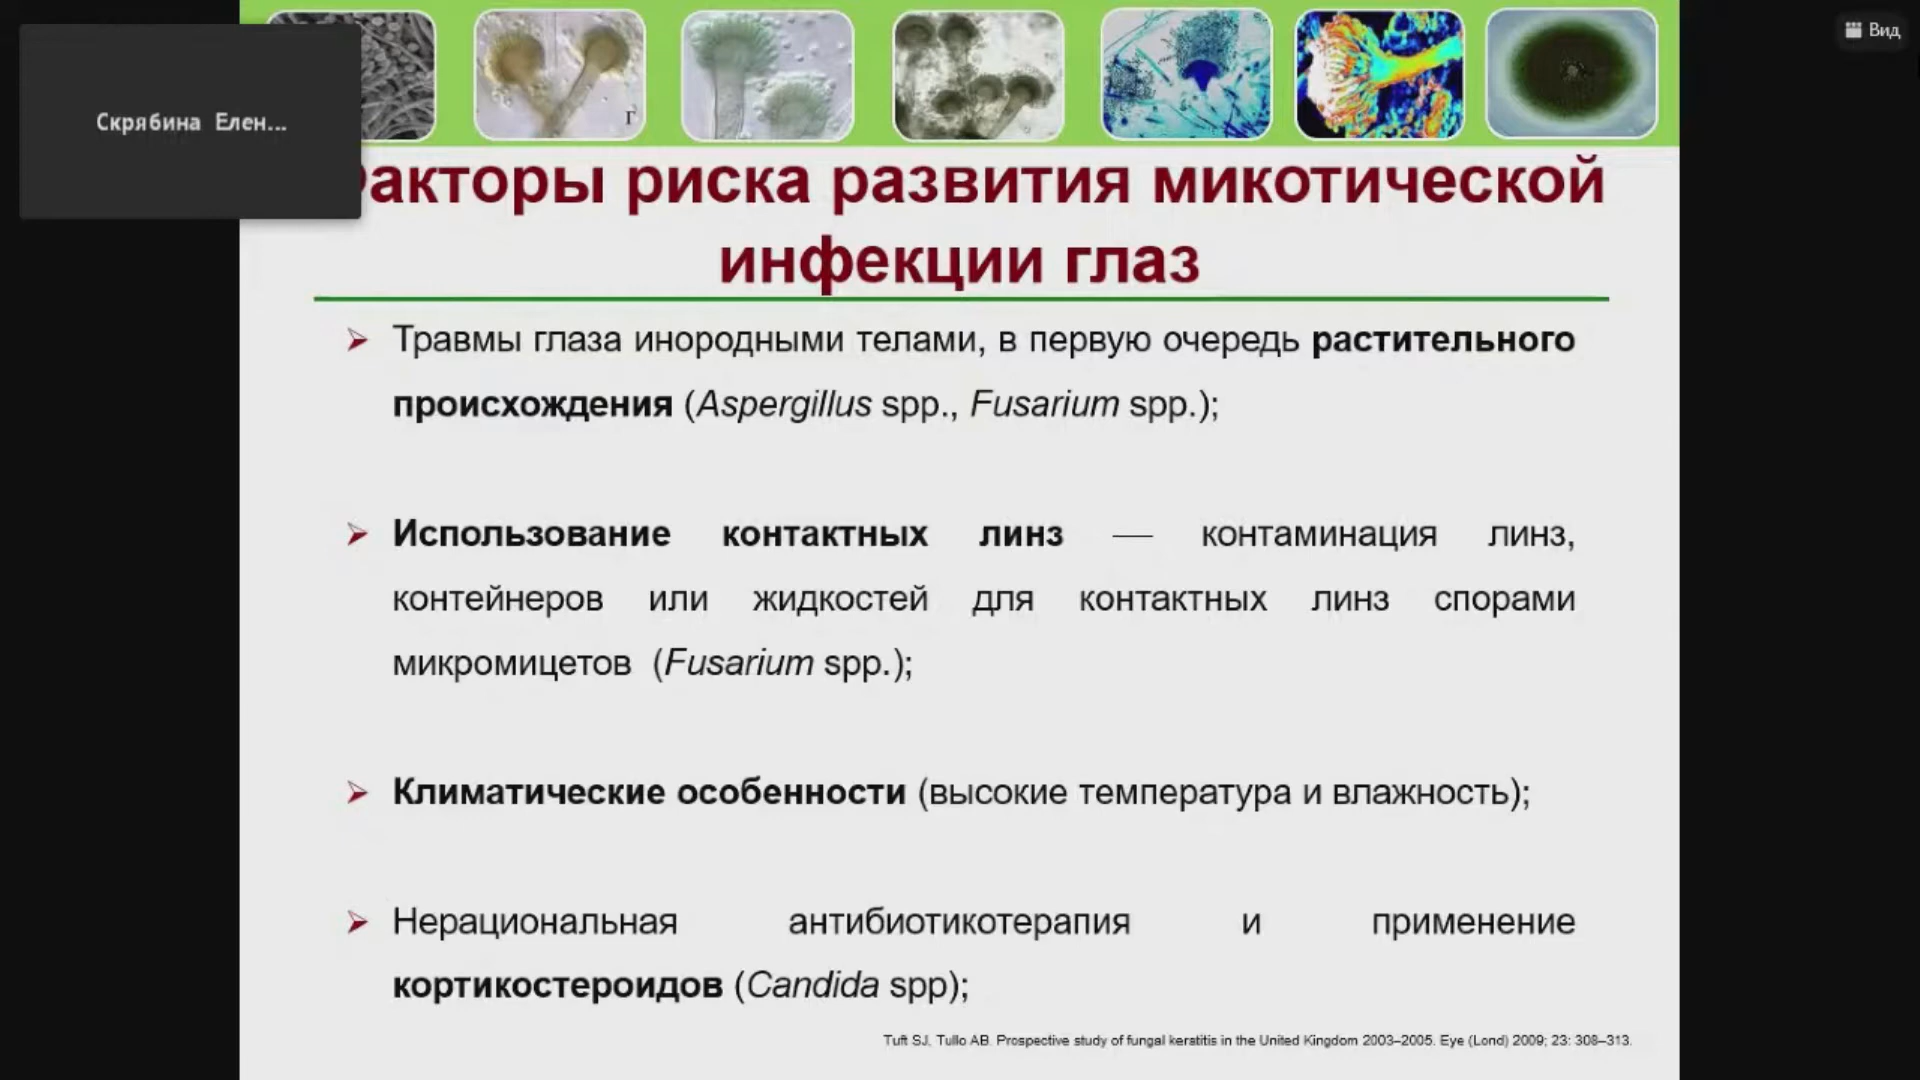 Вид
Скрябина Елен...
г
акторы риска развития микотической
инфекции глаз
Травмы глаза инородными телами, в первую очередь растительного
происхождения (Aspergillus spp., Fusarium spp.);
Использование контактных линз — контаминация линз,
контейнеров или жидкостей для контактных линз спорами
микромицетов (Fusarium spp.);
Климатические особенности (высокие температура и влажность);
Нерациональная антибиотикотерапия и применение
кортикостероидов (Candida spp);
Tuft SJ, Tullo AB. Prospective study of fungal keratitis in the United Kingdom 2003–2005. Eye (Lond) 2009; 23: 308–313.